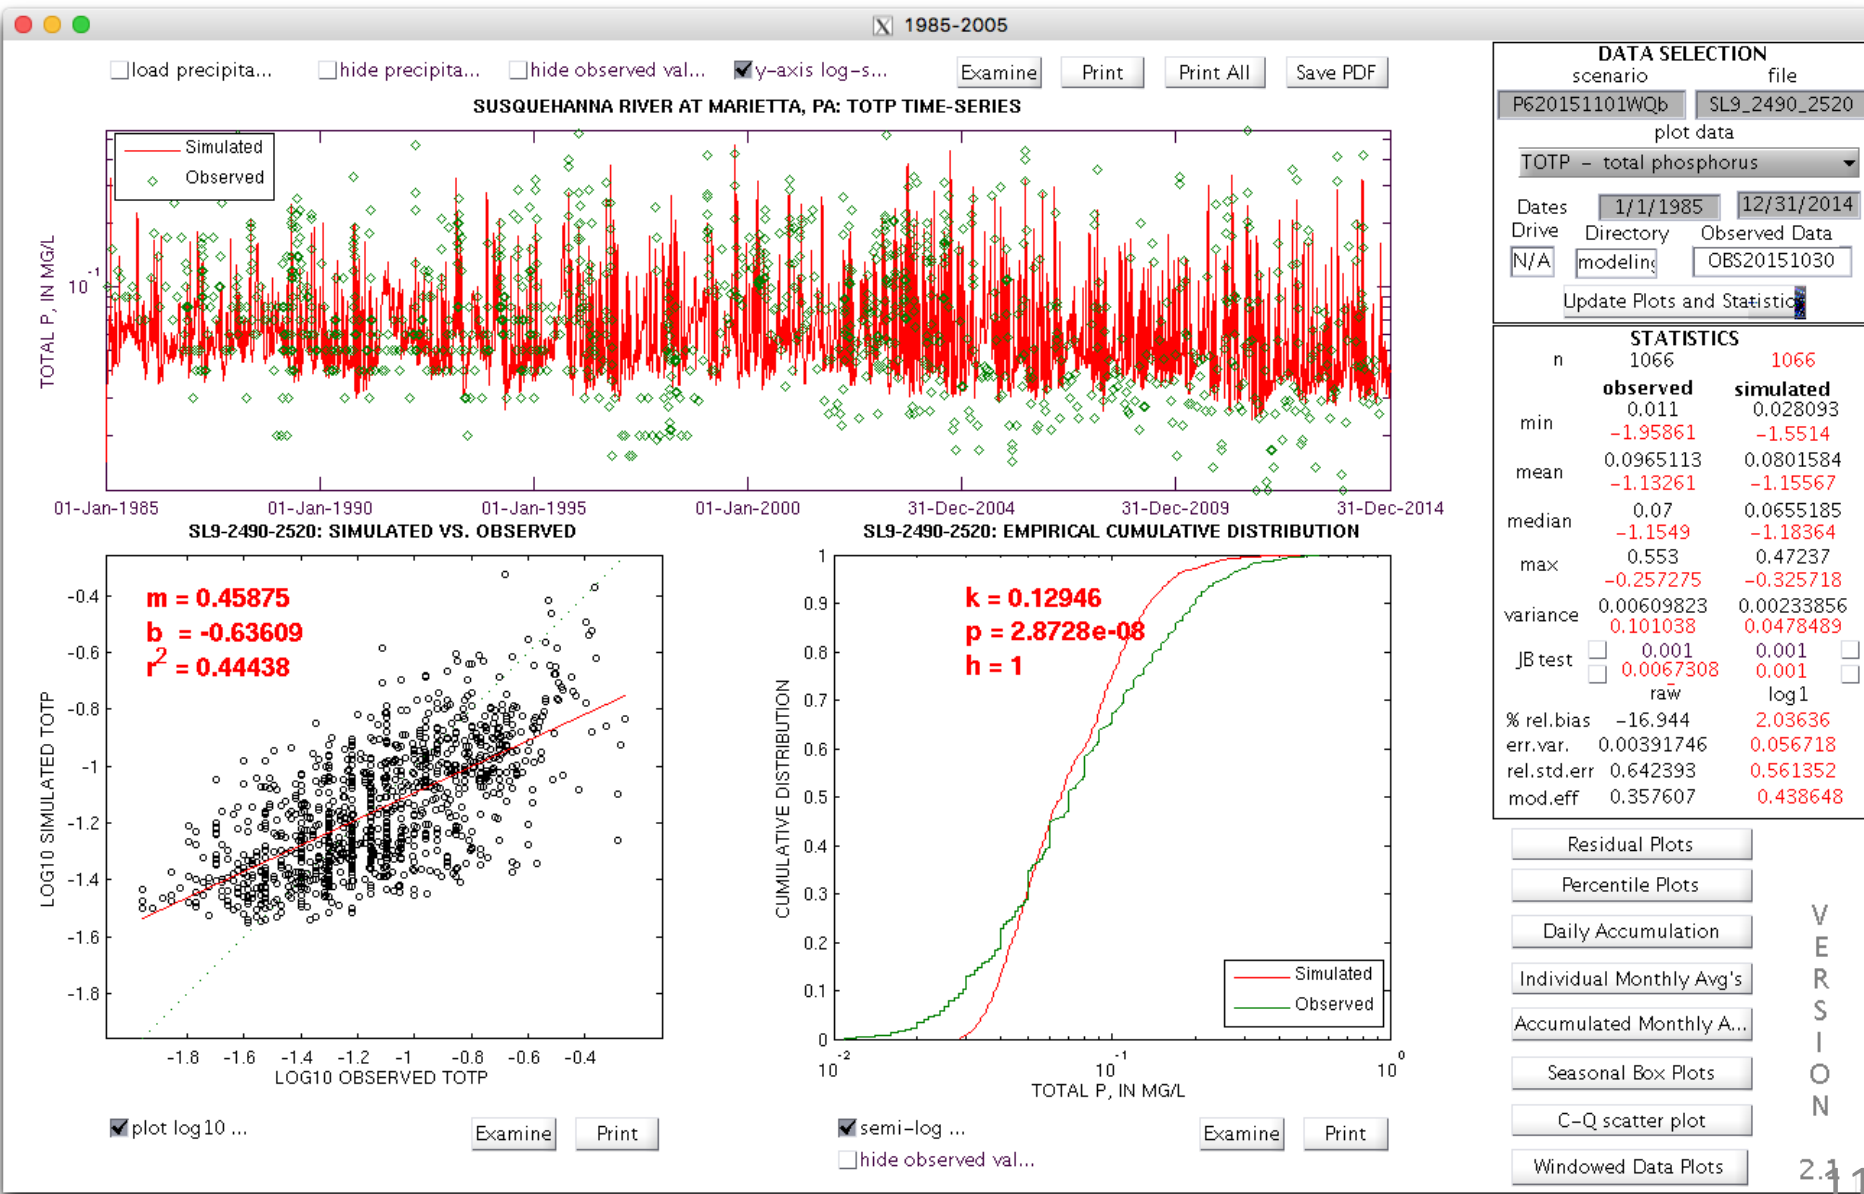 1985-2005
load precipita...
hide precipita...
hide observed val...
y-axis log-s...
Examine
Print
Print All
Save PDF
SUSQUEHANNA RIVER AT MARIETTA, PA: TOTP TIME-SERIES
Simulated
Observed
TOTAL P, IN MG/L
10^-1
01-Jan-1985
01-Jan-1990
01-Jan-1995
01-Jan-2000
31-Dec-2004
31-Dec-2009
31-Dec-2014
SL9-2490-2520: SIMULATED VS. OBSERVED
m = 0.45875
b = -0.63609
r^2 = 0.44438
LOG10 SIMULATED TOTP
-0.4
-0.6
-0.8
-1
-1.2
-1.4
-1.6
-1.8
-1.8 -1.6 -1.4 -1.2 -1 -0.8 -0.6 -0.4
LOG10 OBSERVED TOTP
plot log10 ...
Examine
Print
SL9-2490-2520: EMPIRICAL CUMULATIVE DISTRIBUTION
k = 0.12946
p = 2.8728e-08
h = 1
CUMULATIVE DISTRIBUTION
1
0.9
0.8
0.7
0.6
0.5
0.4
0.3
0.2
0.1
0
10^-2 10^-1 10^0
TOTAL P, IN MG/L
Simulated
Observed
semi-log ...
hide observed val...
Examine
Print
DATA SELECTION
scenario file
P620151101WQb SL9_2490_2520
plot data
TOTP - total phosphorus
Dates 1/1/1985 12/31/2014
Drive Directory Observed Data
N/A modeling OBS20151030
Update Plots and Statistic
STATISTICS
n 1066 1066
observed simulated
min 0.011 0.028093
-1.95861 -1.5514
mean 0.0965113 0.0801584
-1.13261 -1.15567
median 0.07 0.0655185
-1.1549 -1.18364
max 0.553 0.47237
-0.257275 -0.325718
variance 0.00609823 0.00233856
0.101038 0.0478489
JB test 0.001 0.001
0.0067308 0.001
raw log1
% rel.bias -16.944 2.03636
err.var. 0.00391746 0.056718
rel.std.err 0.642393 0.561352
mod.eff 0.357607 0.438648
Residual Plots
Percentile Plots
Daily Accumulation
Individual Monthly Avg's
Accumulated Monthly A...
Seasonal Box Plots
C-Q scatter plot
Windowed Data Plots
VERSION
11